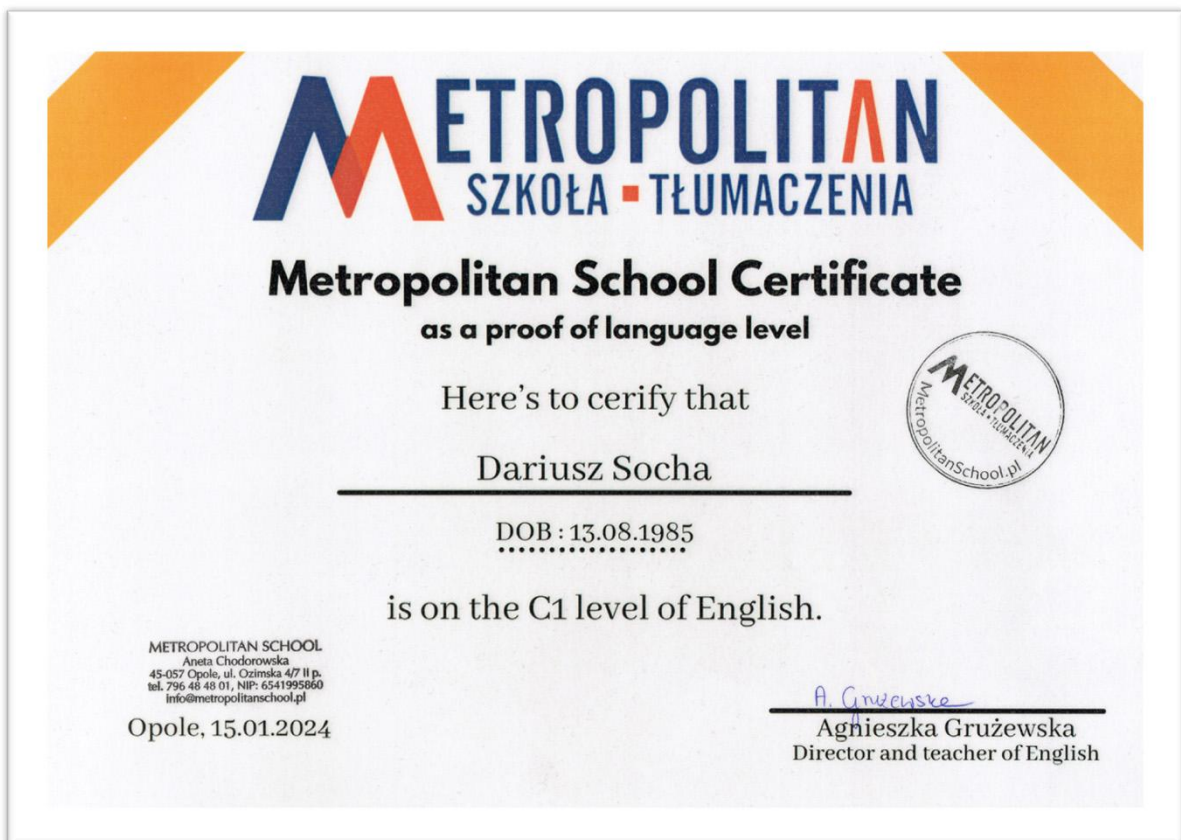 METROPOLITAN
SZKOŁA ▪ TŁUMACZENIA
Metropolitan School Certificate
as a proof of language level
Here's to cerify that
Dariusz Socha
DOB : 13.08.1985
is on the C1 level of English.
METROPOLITAN
SZKOŁA ▪ TŁUMACZENIA
MetropolitanSchool.pl
METROPOLITAN SCHOOL
Aneta Chodorowska
45-057 Opole, ul. Ozimska 4/7 II p.
tel. 796 48 48 01, NIP: 6541995860
info@metropolitanschool.pl
Opole, 15.01.2024
A. Grużewska
Agnieszka Grużewska
Director and teacher of English